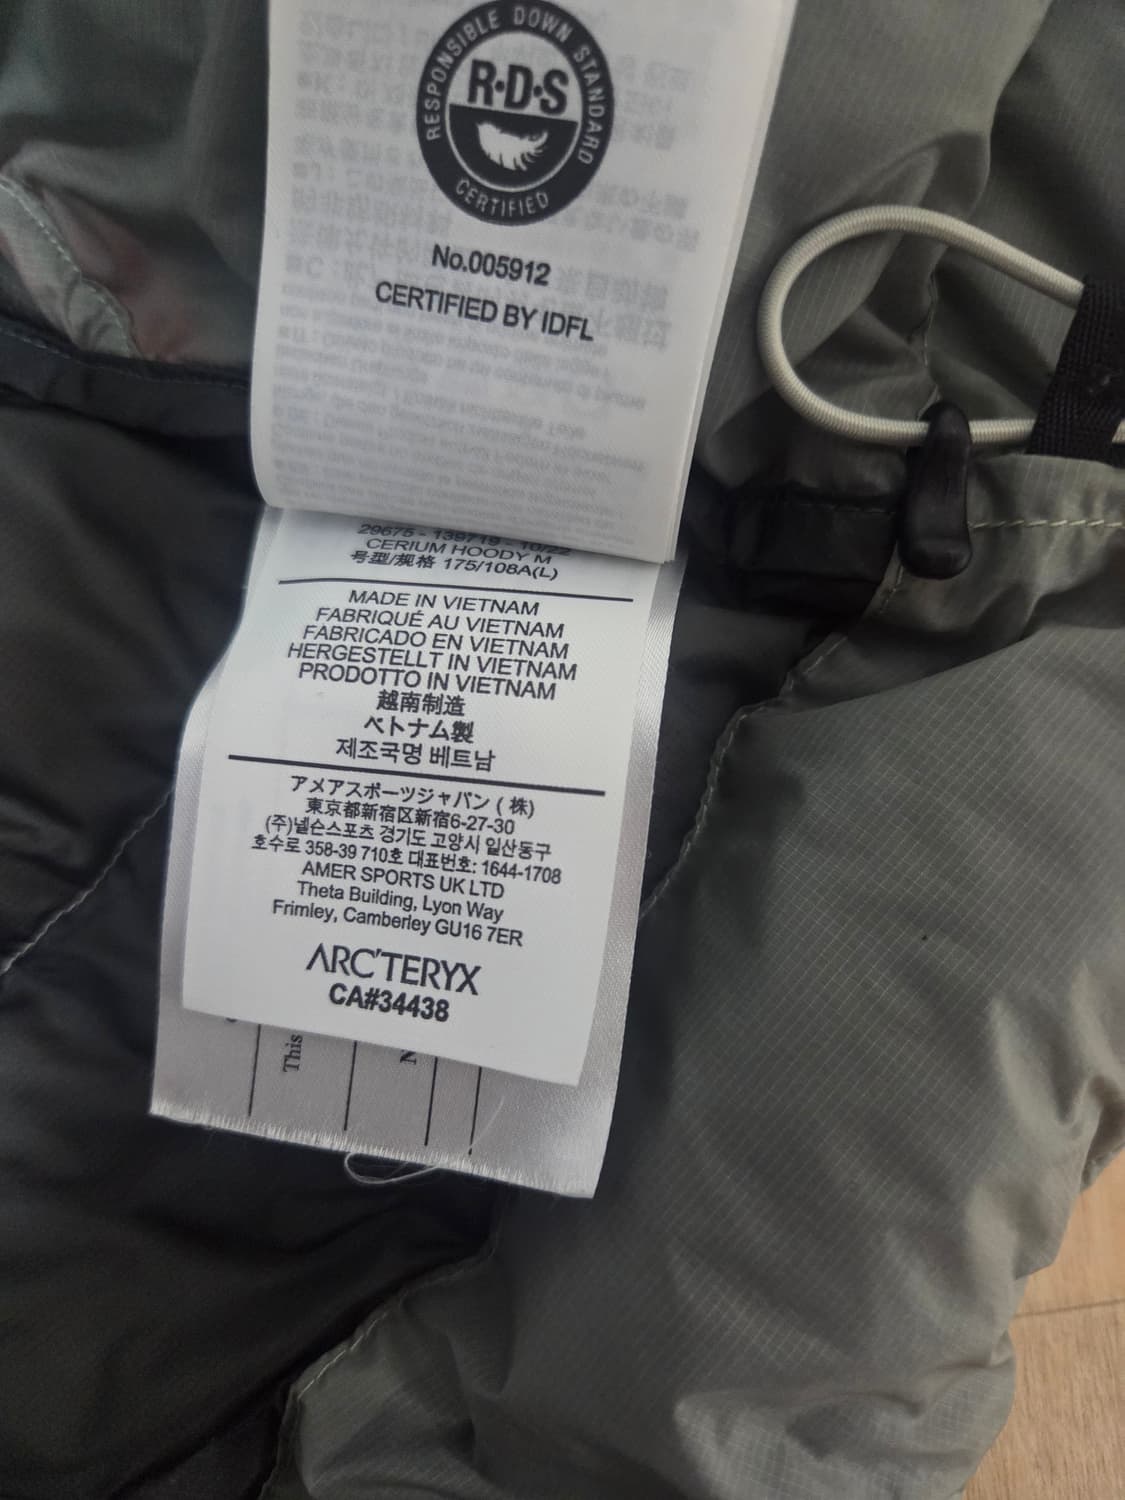 RESPONSIBLE DOWN STANDARD
R·D·S
CERTIFIED
No.005912
CERTIFIED BY IDFL
29675 - 139719 - 10/22
CERIUM HOODY M
号型/规格 175/108A(L)
MADE IN VIETNAM
FABRIQUÉ AU VIETNAM
FABRICADO EN VIETNAM
HERGESTELLT IN VIETNAM
PRODOTTO IN VIETNAM
越南制造
ベトナム製
제조국명 베트남
アメアスポーツジャパン (株)
東京都新宿区新宿6-27-30
(주)넬슨스포츠 경기도 고양시 일산동구
호수로 358-39 710호 대표번호: 1644-1708
AMER SPORTS UK LTD
Theta Building, Lyon Way
Frimley, Camberley GU16 7ER
ARC'TERYX
CA#34438
This